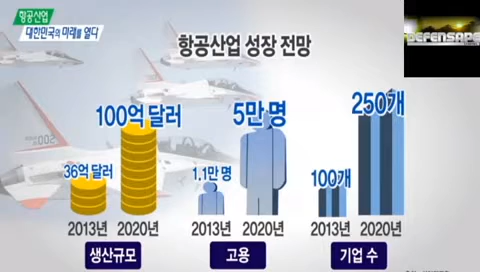 항공산업
대한민국의 미래를 열다
DEFENSAPE
항공산업 성장 전망
100억 달러
5만 명
250개
36억 달러
1.1만 명
100개
2013년 2020년
2013년 2020년
2013년 2020년
생산규모
고용
기업 수